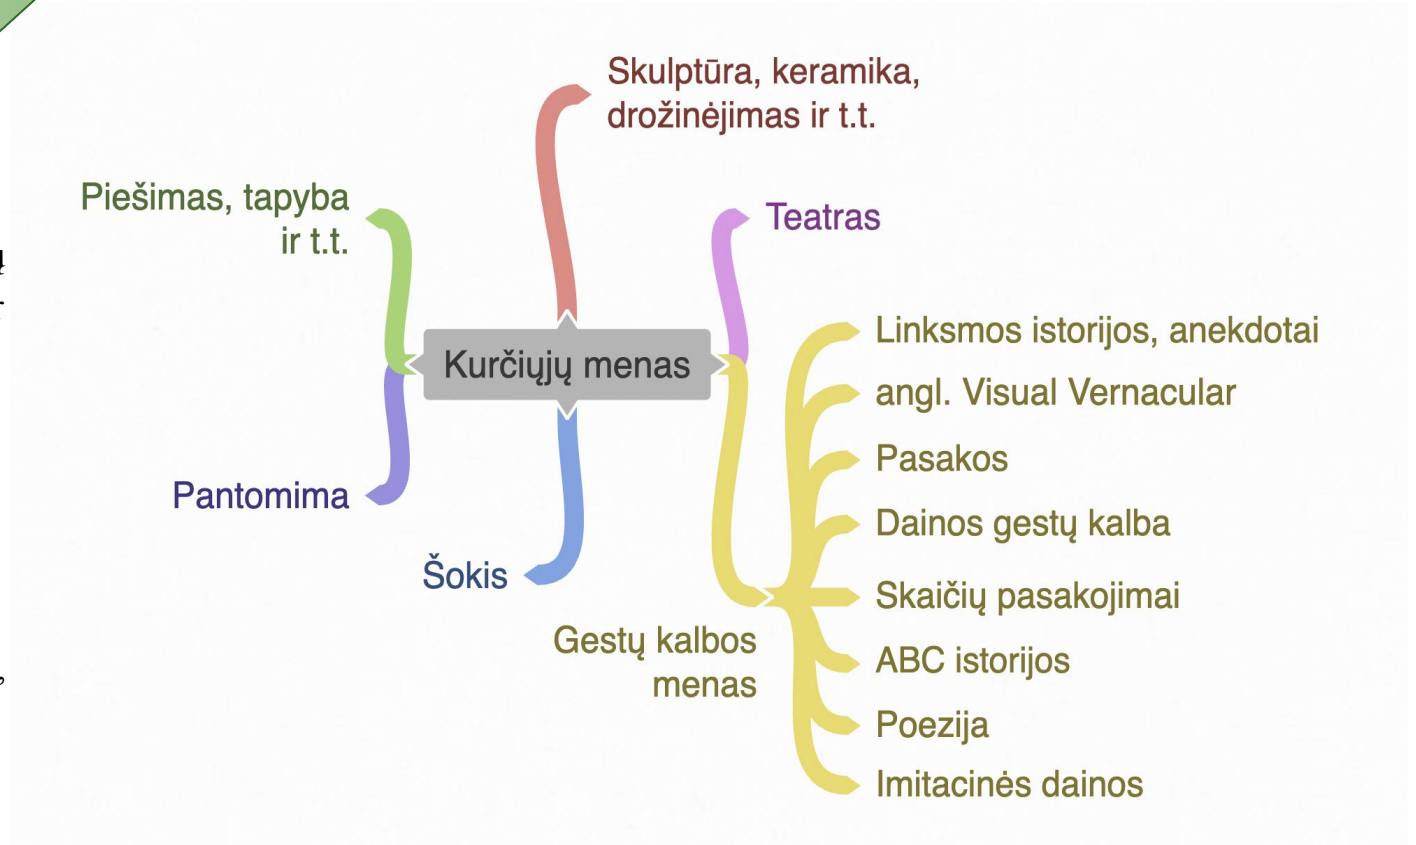 Skulptūra, keramika,
drožinėjimas ir t.t.
Piešimas, tapyba
ir t.t.
Teatras
Kurčiųjų menas
Linksmos istorijos, anekdotai
angl. Visual Vernacular
Pasakos
Pantomima
Dainos gestų kalba
Šokis
Skaičių pasakojimai
Gestų kalbos
menas
ABC istorijos
Poezija
Imitacinės dainos